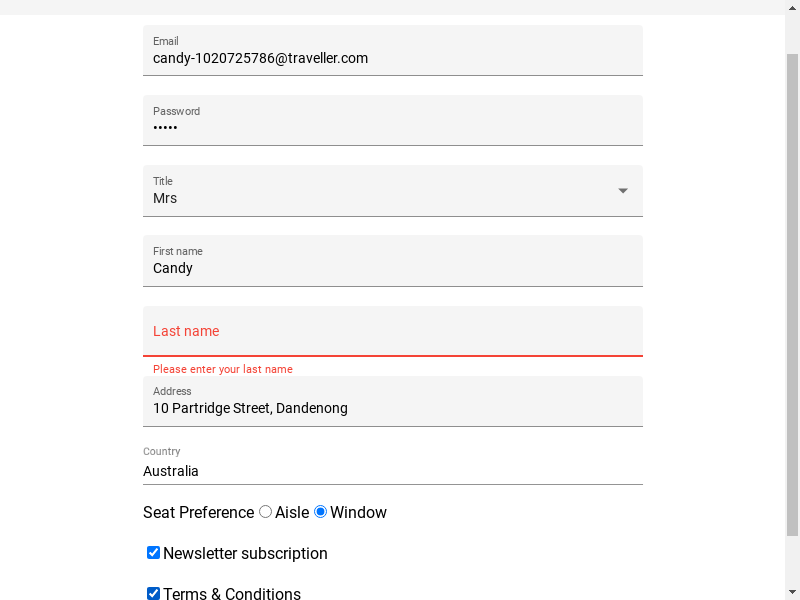 Email
candy-1020725786@traveller.com
Password
•••••
Title
Mrs
First name
Candy
Last name
Please enter your last name
Address
10 Partridge Street, Dandenong
Country
Australia
Seat Preference Aisle Window
Newsletter subscription
Terms & Conditions